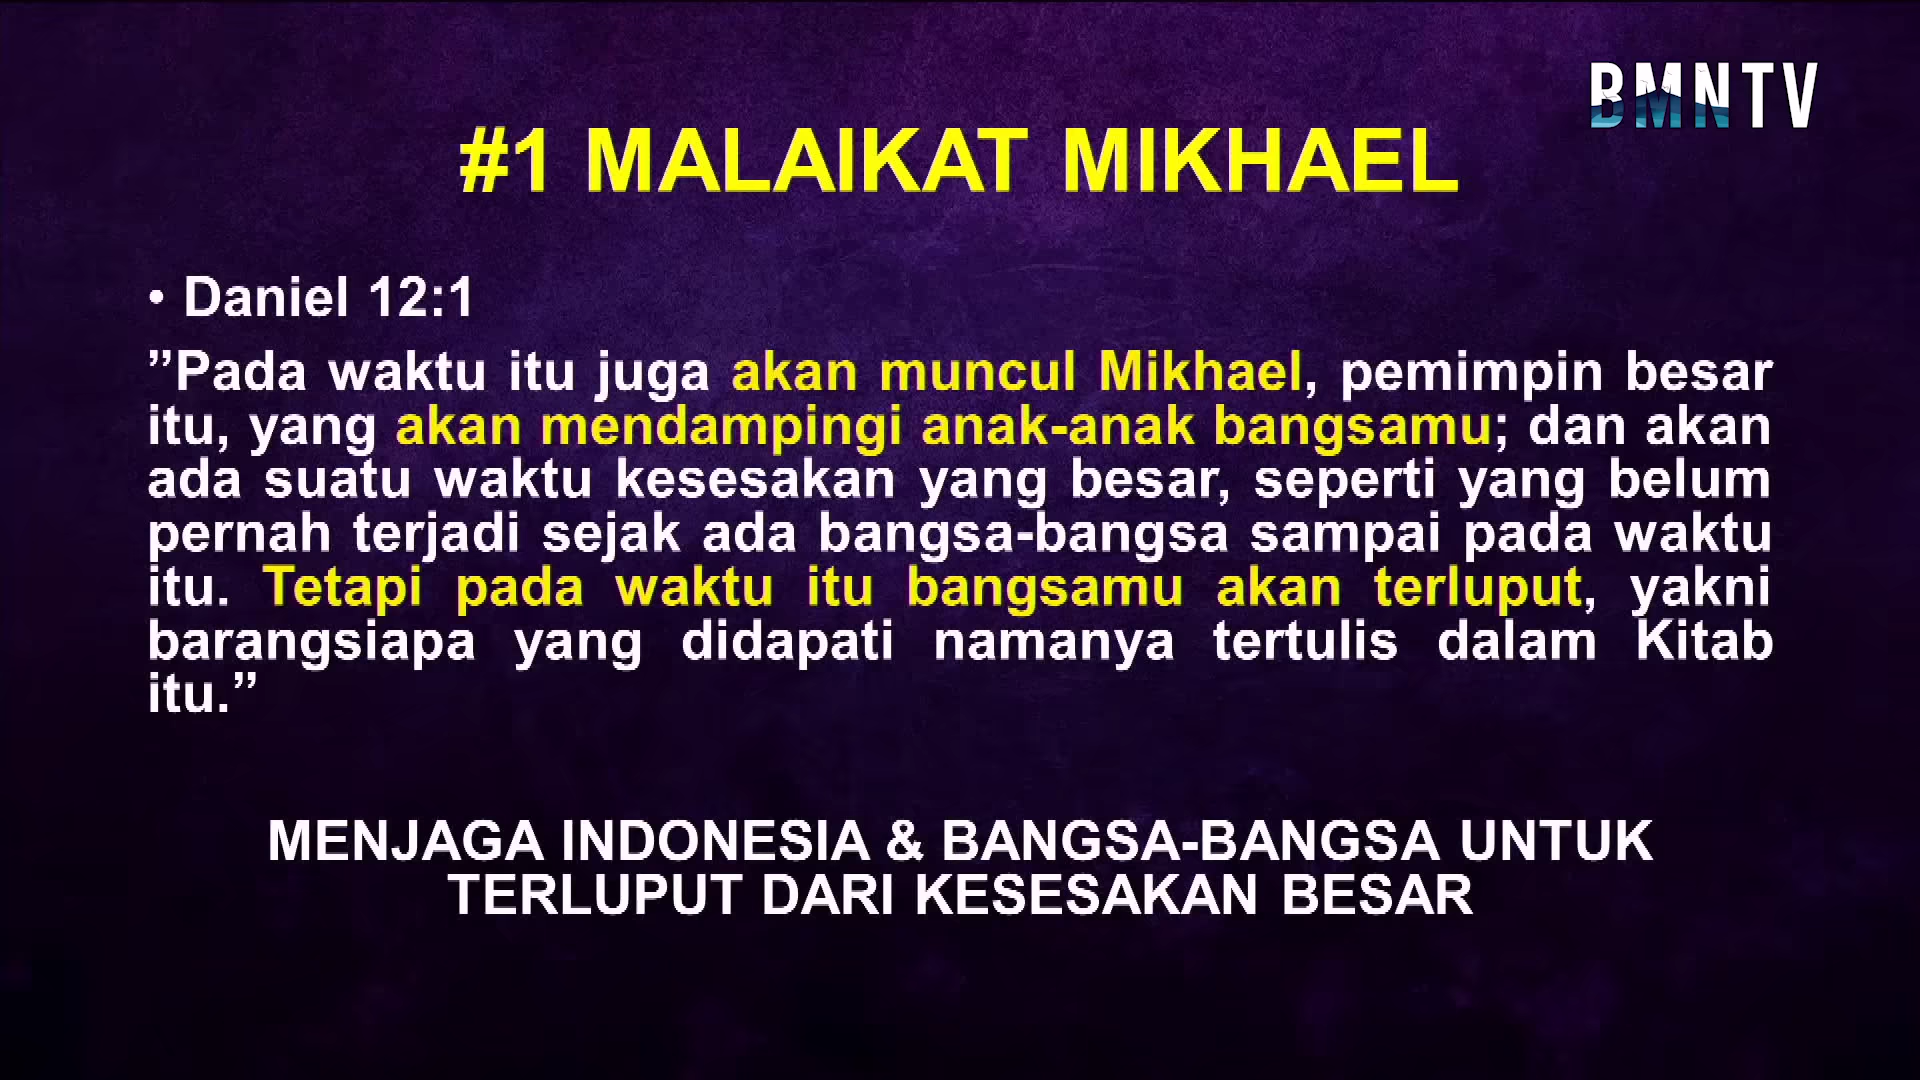 BMNTV
#1 MALAIKAT MIKHAEL
• Daniel 12:1
”Pada waktu itu juga akan muncul Mikhael, pemimpin besar
itu, yang akan mendampingi anak-anak bangsamu; dan akan
ada suatu waktu kesesakan yang besar, seperti yang belum
pernah terjadi sejak ada bangsa-bangsa sampai pada waktu
itu. Tetapi pada waktu itu bangsamu akan terluput, yakni
barangsiapa yang didapati namanya tertulis dalam Kitab
itu.”
MENJAGA INDONESIA & BANGSA-BANGSA UNTUK
TERLUPUT DARI KESESAKAN BESAR